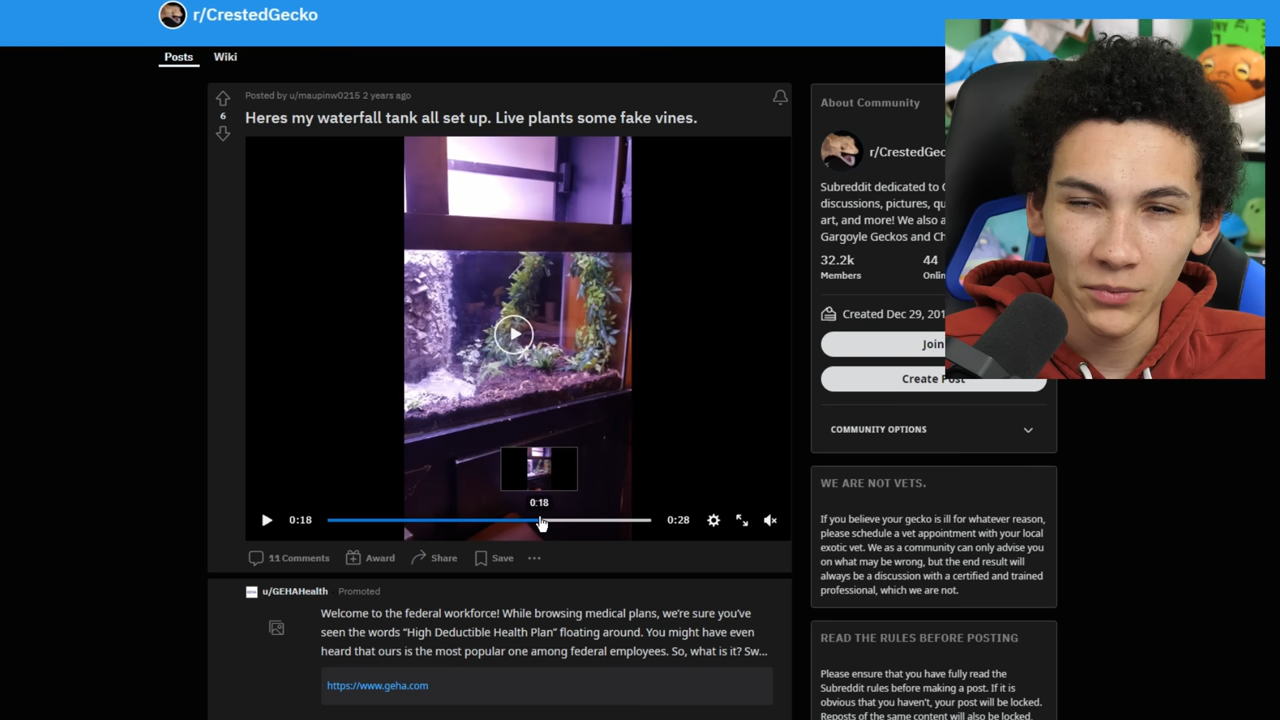 r/CrestedGecko
Posts
Wiki
Posted by u/maupinw0215 2 years ago
6
Heres my waterfall tank all set up. Live plants some fake vines.
0:18
0:18
0:28
11 Comments
Award
Share
Save
u/GEHAHealth Promoted
Welcome to the federal workforce! While browsing medical plans, we're sure you've
seen the words “High Deductible Health Plan” floating around. You might have even
heard that ours is the most popular one among federal employees. So, what is it? Sw...
https://www.geha.com
About Community
r/CrestedGec
Subreddit dedicated to C
discussions, pictures, qu
art, and more! We also a
Gargoyle Geckos and Ch
32.2k
44
Members
Onlin
Created Dec 29, 201
Join
Create Post
COMMUNITY OPTIONS
WE ARE NOT VETS.
If you believe your gecko is ill for whatever reason,
please schedule a vet appointment with your local
exotic vet. We as a community can only advise you
on what may be wrong, but the end result will
always be a discussion with a certified and trained
professional, which we are not.
READ THE RULES BEFORE POSTING
Please ensure that you have fully read the
Subreddit rules before making a post. If it is
obvious that you haven't, your post will be locked.
Reposts of the same content will also be locked.